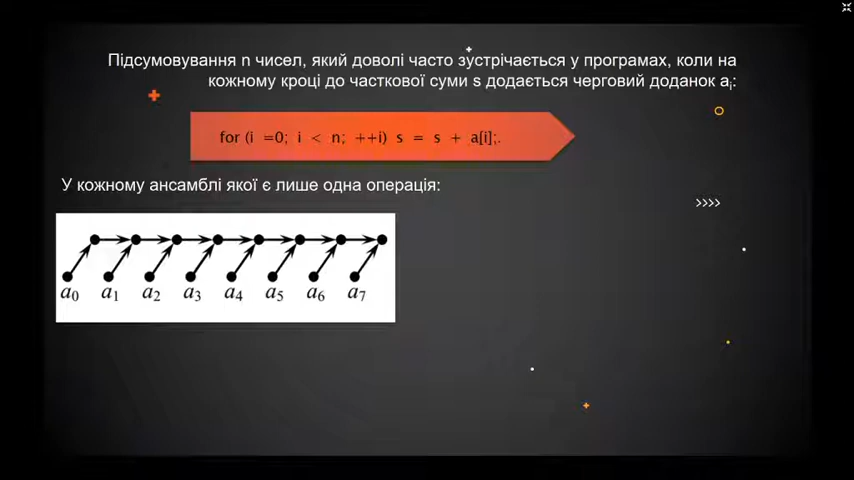 Підсумовування n чисел, який доволі часто зустрічається у програмах, коли на
кожному кроці до часткової суми s додається черговий доданок aᵢ:
for (i =0; i < n; ++i) s = s + a[i];.
У кожному ансамблі якої є лише одна операція:
>>>>
a₀ a₁ a₂ a₃ a₄ a₅ a₆ a₇